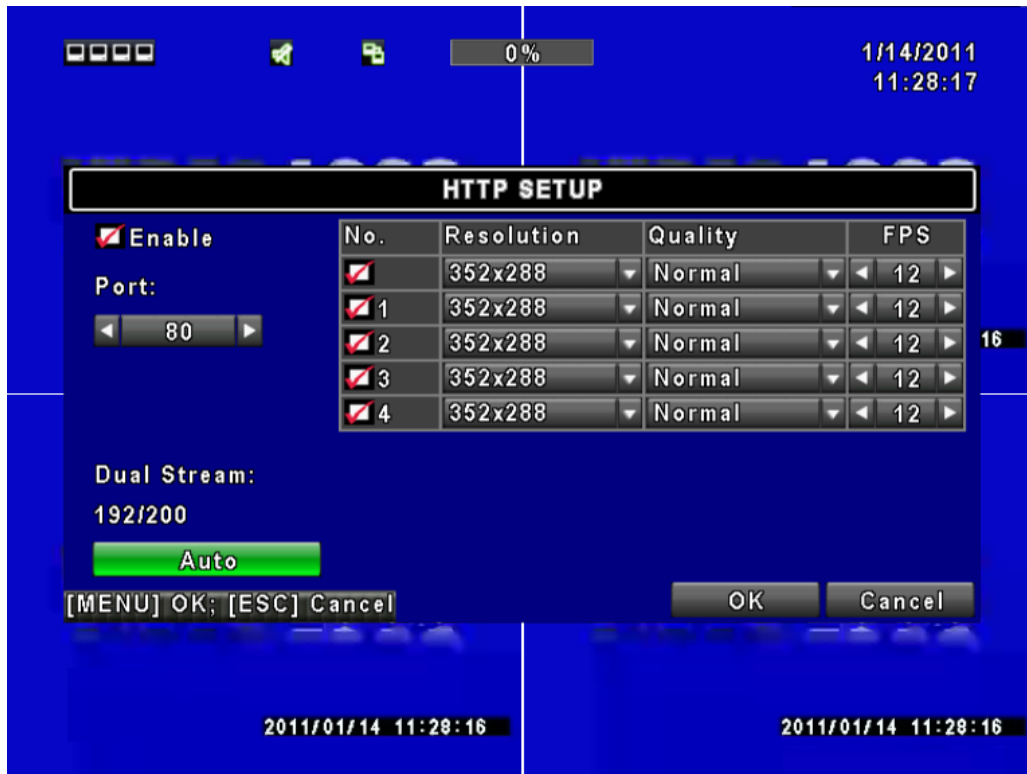 0%
1/14/2011
11:28:17
HTTP SETUP
Enable
Port:
80
No. Resolution Quality FPS
352x288 Normal 12
1 352x288 Normal 12
2 352x288 Normal 12
3 352x288 Normal 12
4 352x288 Normal 12
16
Dual Stream:
192/200
Auto
[MENU] OK; [ESC] Cancel
OK Cancel
2011/01/14 11:28:16
2011/01/14 11:28:16